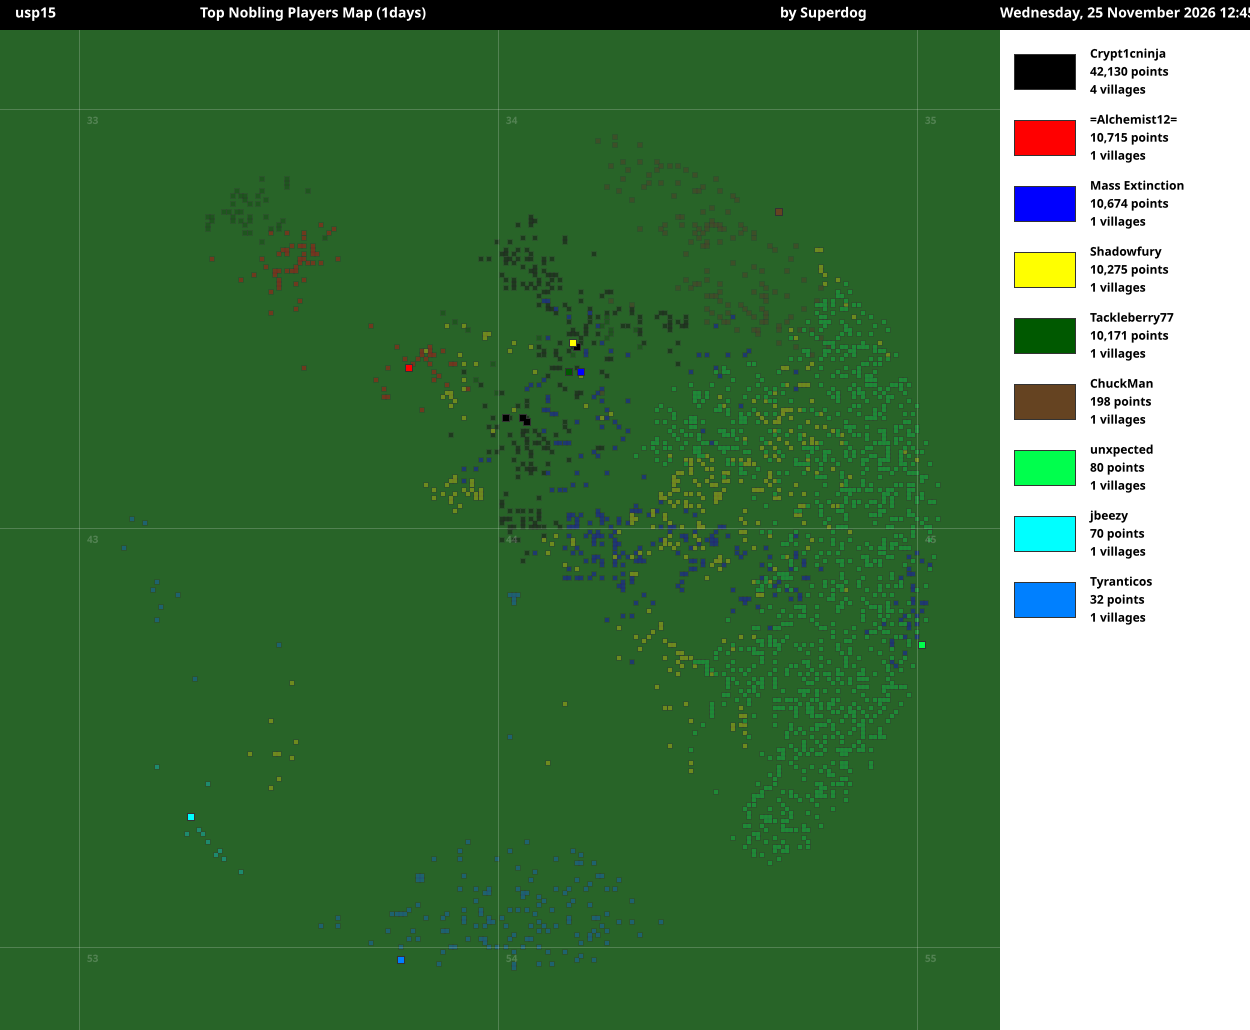 usp15 Top Nobling Players Map (1days) by Superdog Wednesday, 25 November 2026 12:45
33 34 35
43 45
53 54 55
Crypt1cninja
42,130 points
4 villages
=Alchemist12=
10,715 points
1 villages
Mass Extinction
10,674 points
1 villages
Shadowfury
10,275 points
1 villages
Tackleberry77
10,171 points
1 villages
ChuckMan
198 points
1 villages
unxpected
80 points
1 villages
jbeezy
70 points
1 villages
Tyranticos
32 points
1 villages